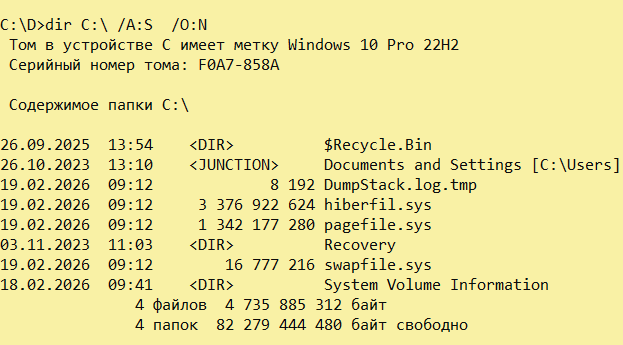 C:\D>dir C:\ /A:S  /O:N
 Том в устройстве C имеет метку Windows 10 Pro 22H2
 Серийный номер тома: F0A7-858A

 Содержимое папки C:\

26.09.2025  13:54    <DIR>          $Recycle.Bin
26.10.2023  13:10    <JUNCTION>     Documents and Settings [C:\Users]
19.02.2026  09:12             8 192 DumpStack.log.tmp
19.02.2026  09:12     3 376 922 624 hiberfil.sys
19.02.2026  09:12     1 342 177 280 pagefile.sys
03.11.2023  11:03    <DIR>          Recovery
19.02.2026  09:12        16 777 216 swapfile.sys
18.02.2026  09:41    <DIR>          System Volume Information
               4 файлов  4 735 885 312 байт
               4 папок  82 279 444 480 байт свободно